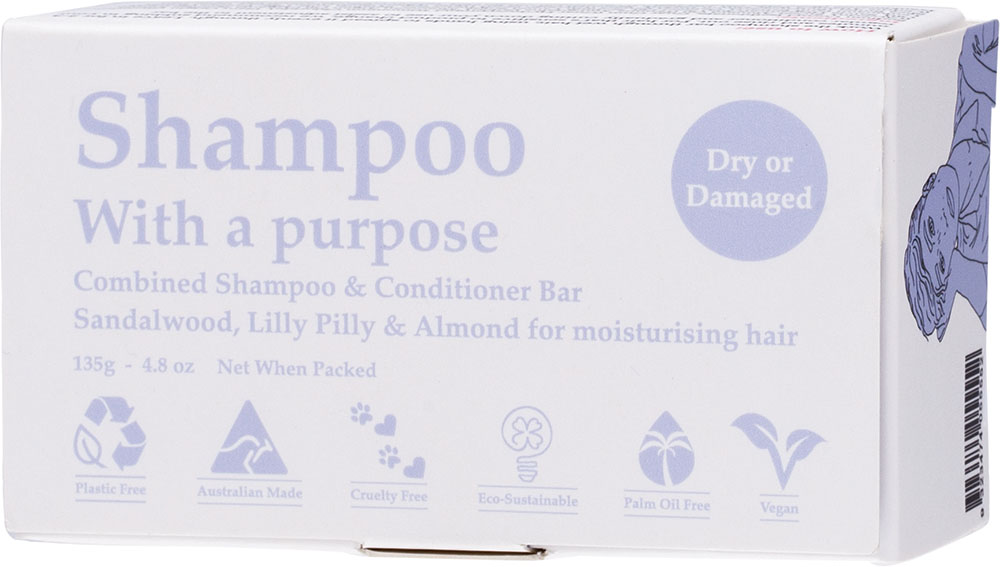 Shampoo
With a purpose
Combined Shampoo & Conditioner Bar
Sandalwood, Lilly Pilly & Almond for moisturising hair
135g - 4.8 oz Net When Packed
Dry or
Damaged
Plastic Free
Australian Made
Cruelty Free
Eco-Sustainable
Palm Oil Free
Vegan